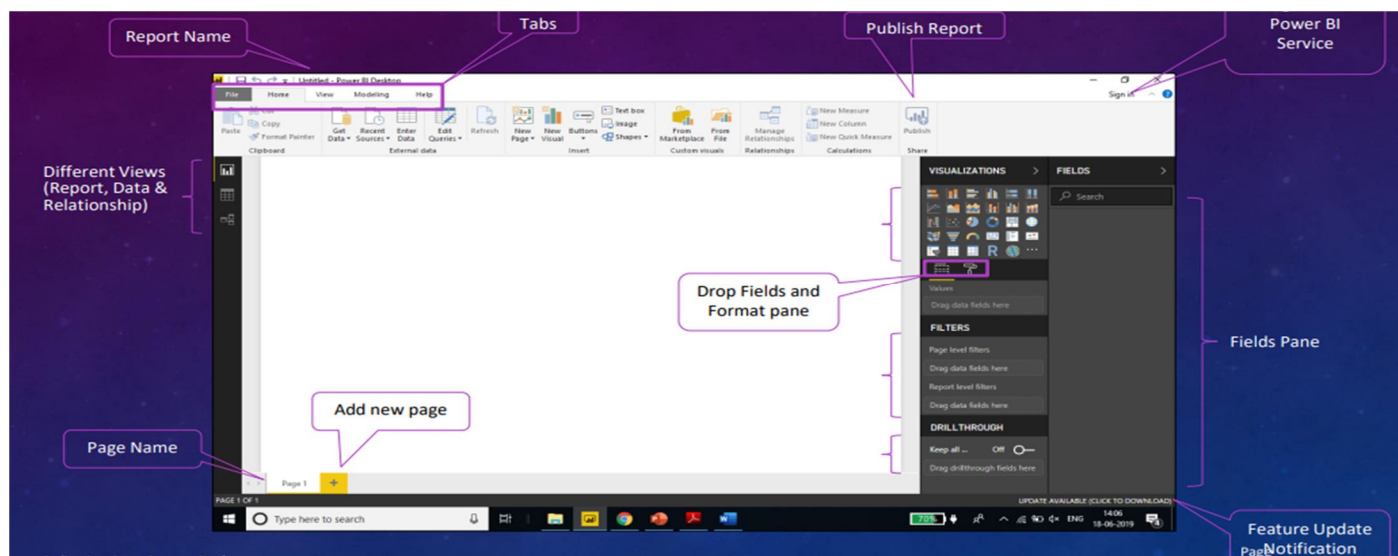 Tabs
Report Name
Publish Report
Power BI
Service
Untitled - Power BI Desktop
File Home View Modeling Help
Sign in
Paste
Cut
Copy
Format Painter
Clipboard
Get
Data
Recent
Sources
Enter
Data
Edit
Queries
External data
Refresh
New
Page
New
Visual
Buttons
Text box
Image
Shapes
Insert
From
Marketplace
From
File
Custom visuals
Manage
Relationships
Relationships
New Measure
New Column
New Quick Measure
Calculations
Publish
Share
Different Views
(Report, Data &
Relationship)
VISUALIZATIONS
FIELDS
Search
R
Values
Drag data fields here
Drop Fields and
Format pane
FILTERS
Page level filters
Drag data fields here
Report level filters
Drag data fields here
Fields Pane
DRILLTHROUGH
Keep all ... Off
Drag drillthrough fields here
Add new page
Page Name
Page 1
+
PAGE 1 OF 1
UPDATE AVAILABLE (CLICK TO DOWNLOAD)
Type here to search
70%
ENG
14:06
18-06-2019
Feature Update
Notification
Page